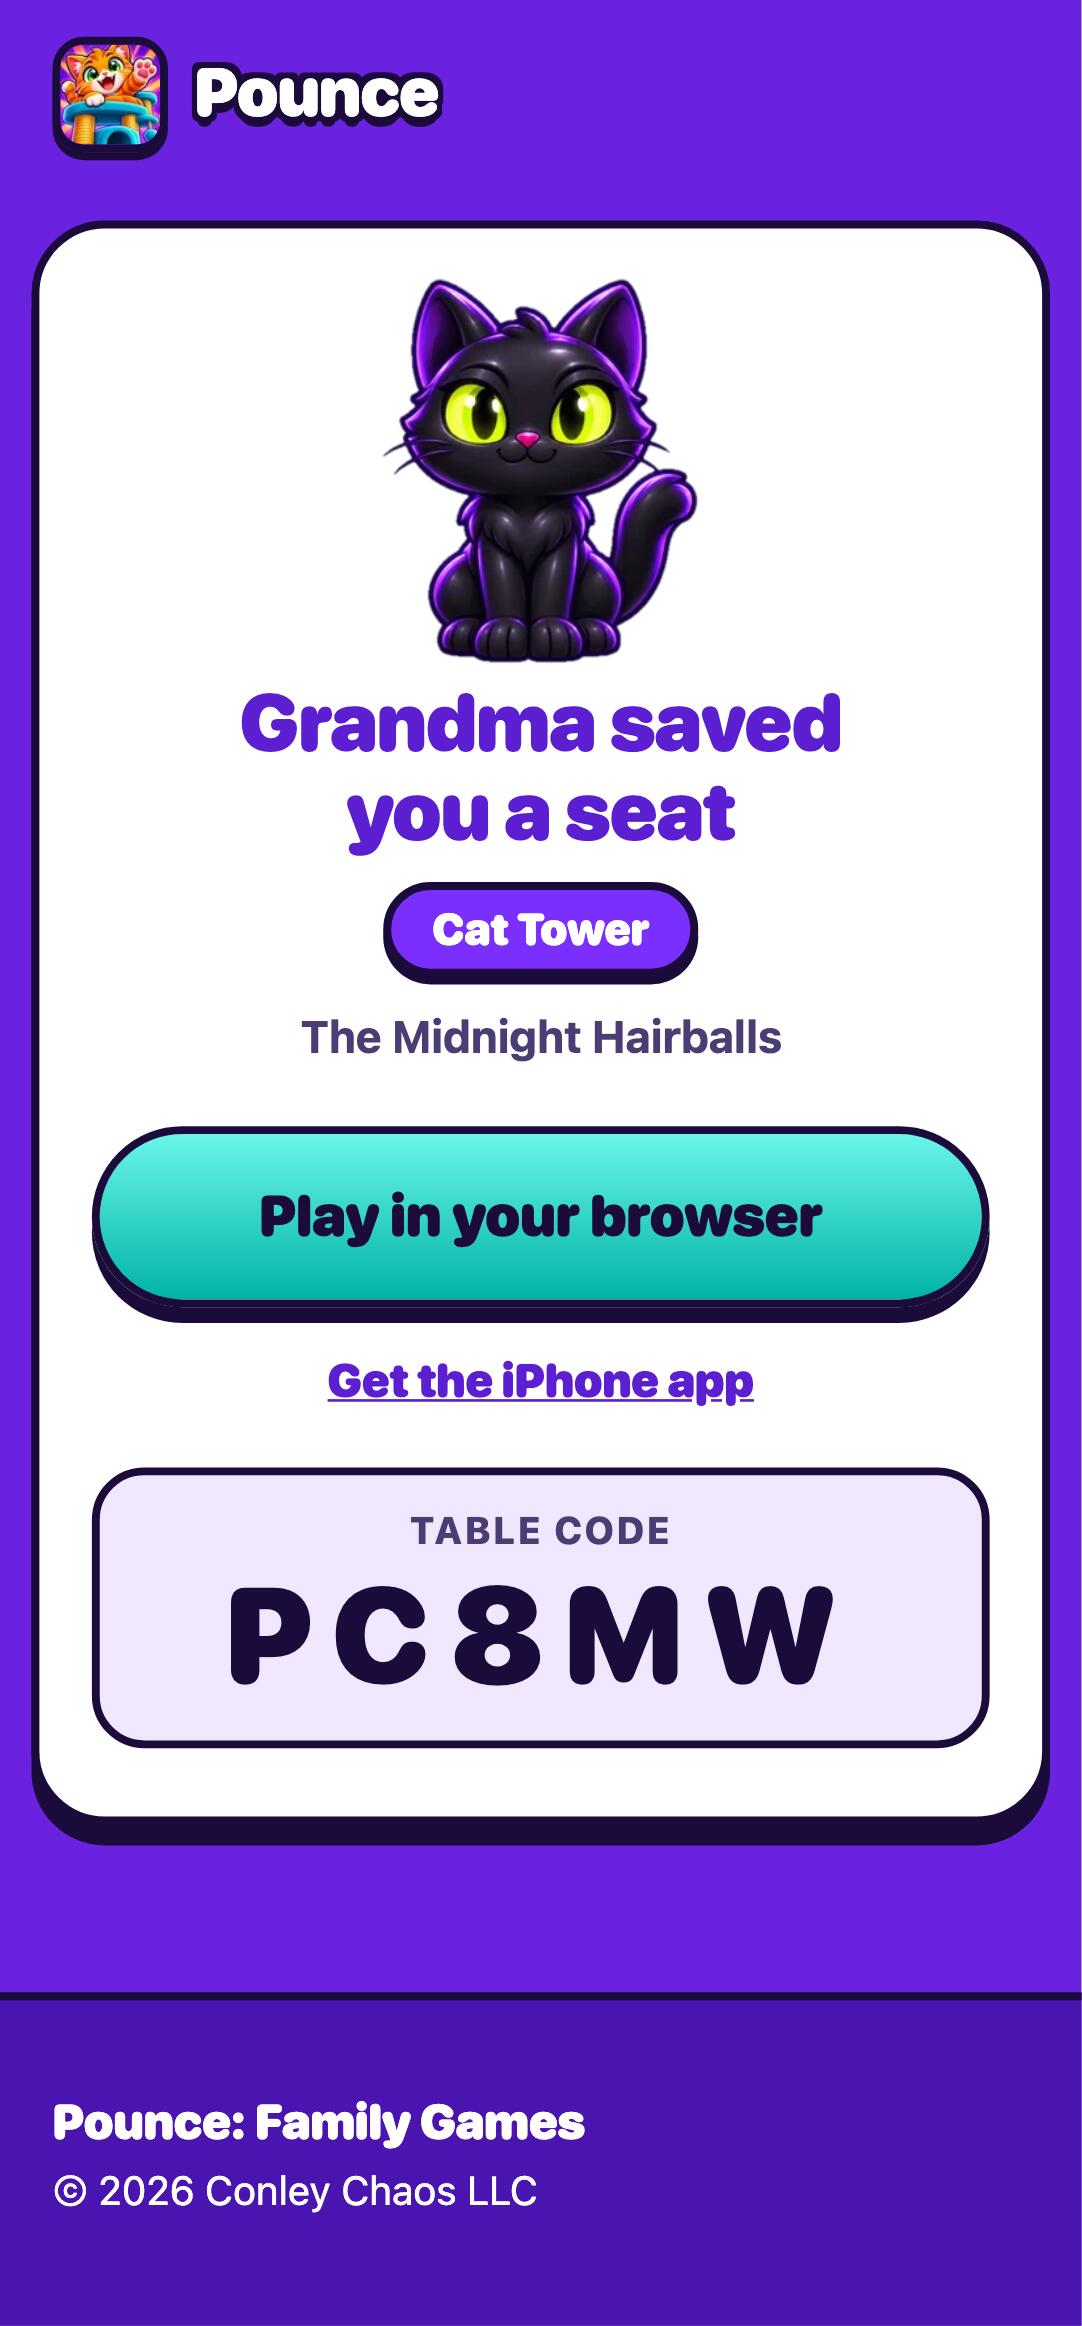 Pounce
Grandma saved
you a seat
Cat Tower
The Midnight Hairballs
Play in your browser
Get the iPhone app
TABLE CODE
PC8MW
Pounce: Family Games
© 2026 Conley Chaos LLC